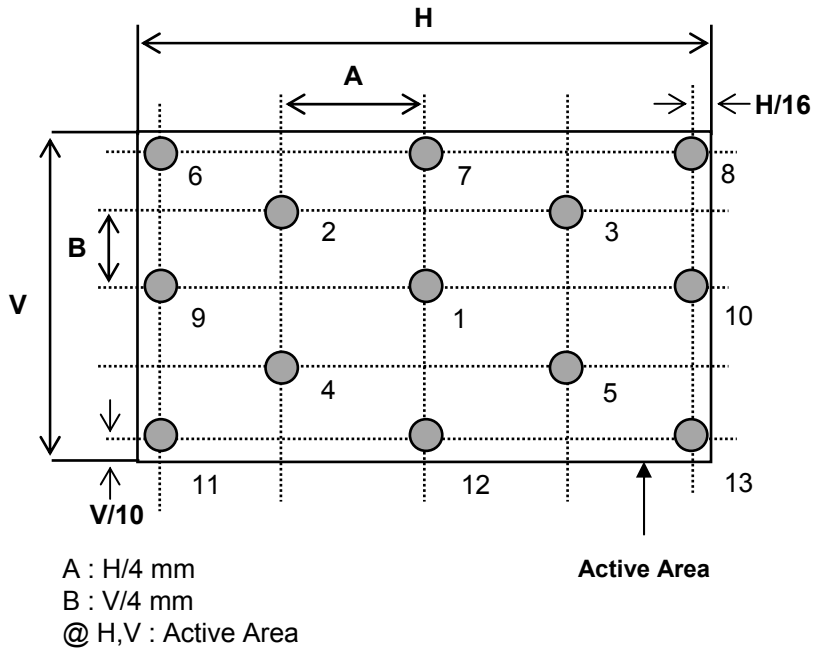 H
A
H/16
6 7 8
2 3
B
V
9 1 10
4 5
11 12 13
V/10
Active Area
A : H/4 mm
B : V/4 mm
@ H,V : Active Area